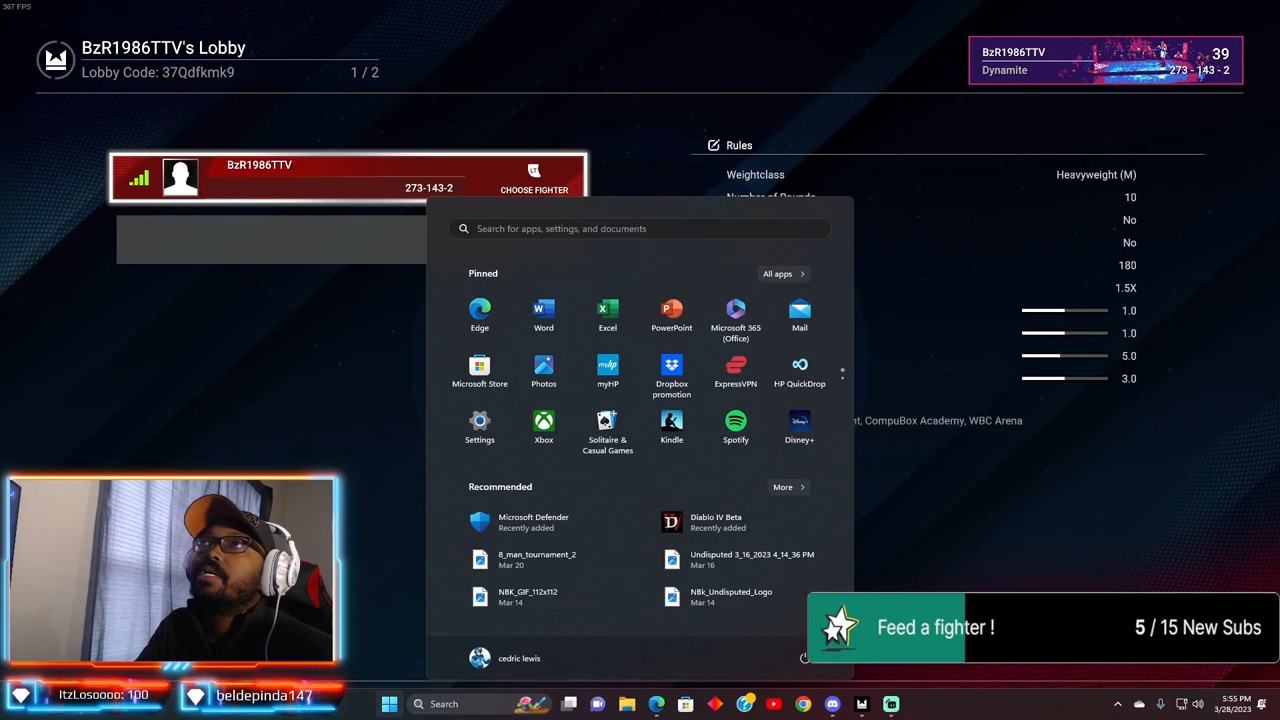 367 FPS
BzR1986TTV's Lobby
Lobby Code: 37Qdfkmk9
1 / 2
BzR1986TTV
39
Dynamite
273 - 143 - 2
BzR1986TTV
273-143-2
LT
CHOOSE FIGHTER
Rules
Weightclass
Heavyweight (M)
Number of Rounds
10
No
No
180
1.5X
1.0
1.0
5.0
3.0
CompuBox Academy, WBC Arena
Search for apps, settings, and documents
Pinned
All apps
Edge
Word
Excel
PowerPoint
Microsoft 365
(Office)
Mail
Microsoft Store
Photos
myHP
Dropbox
promotion
ExpressVPN
HP QuickDrop
Settings
Xbox
Solitaire &
Casual Games
Kindle
Spotify
Disney+
Recommended
More
Microsoft Defender
Recently added
Diablo IV Beta
Recently added
8_man_tournament_2
Mar 20
Undisputed 3_16_2023 4_14_36 PM
Mar 16
NBK_GIF_112x112
Mar 14
NBk_Undisputed_Logo
Mar 14
cedric lewis
Feed a fighter !
5 / 15 New Subs
ItzLosoooo: 100
beldepinda147
Search
5:55 PM
3/28/2023